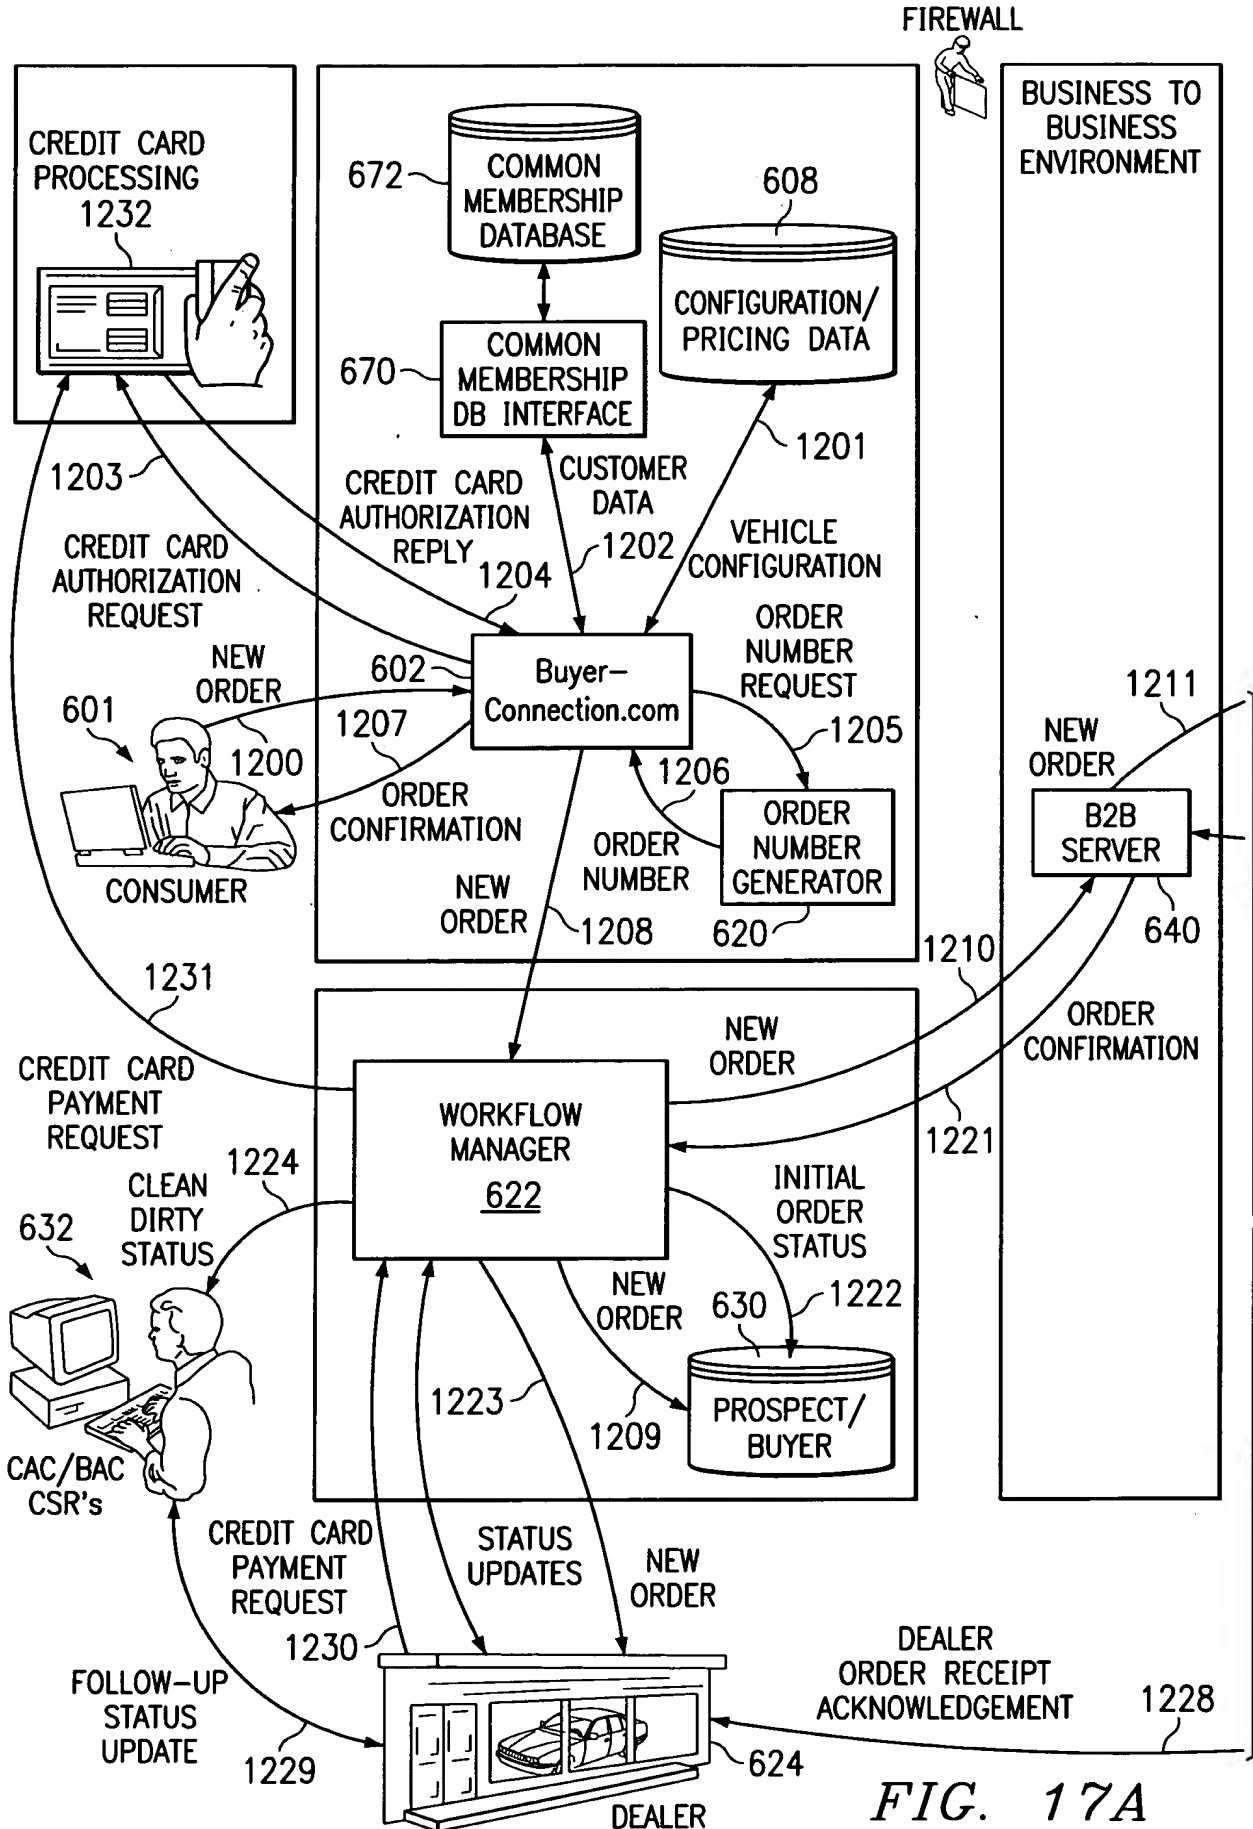 FIREWALL
CREDIT CARD
PROCESSING
1232
672
COMMON
MEMBERSHIP
DATABASE
608
CONFIGURATION/
PRICING DATA
BUSINESS TO
BUSINESS
ENVIRONMENT
670
COMMON
MEMBERSHIP
DB INTERFACE
1201
1203
CREDIT CARD
AUTHORIZATION
REPLY
CUSTOMER
DATA
1202
VEHICLE
CONFIGURATION
CREDIT CARD
AUTHORIZATION
REQUEST
1204
ORDER
NUMBER
REQUEST
NEW
ORDER
602
Buyer-
Connection.com
601
1200
1207
1205
1206
1211
NEW
ORDER
ORDER
CONFIRMATION
ORDER
NUMBER
ORDER
NUMBER
GENERATOR
620
B2B
SERVER
640
CONSUMER
NEW
ORDER
1208
1231
1210
NEW
ORDER
ORDER
CONFIRMATION
1221
CREDIT CARD
PAYMENT
REQUEST
WORKFLOW
MANAGER
622
1224
CLEAN
DIRTY
STATUS
632
INITIAL
ORDER
STATUS
1222
NEW
ORDER
630
1223
1209
PROSPECT/
BUYER
CAC/BAC
CSR's
CREDIT CARD
PAYMENT
REQUEST
1230
STATUS
UPDATES
NEW
ORDER
DEALER
ORDER RECEIPT
ACKNOWLEDGEMENT
1228
FOLLOW-UP
STATUS
UPDATE
1229
624
DEALER
FIG. 17A